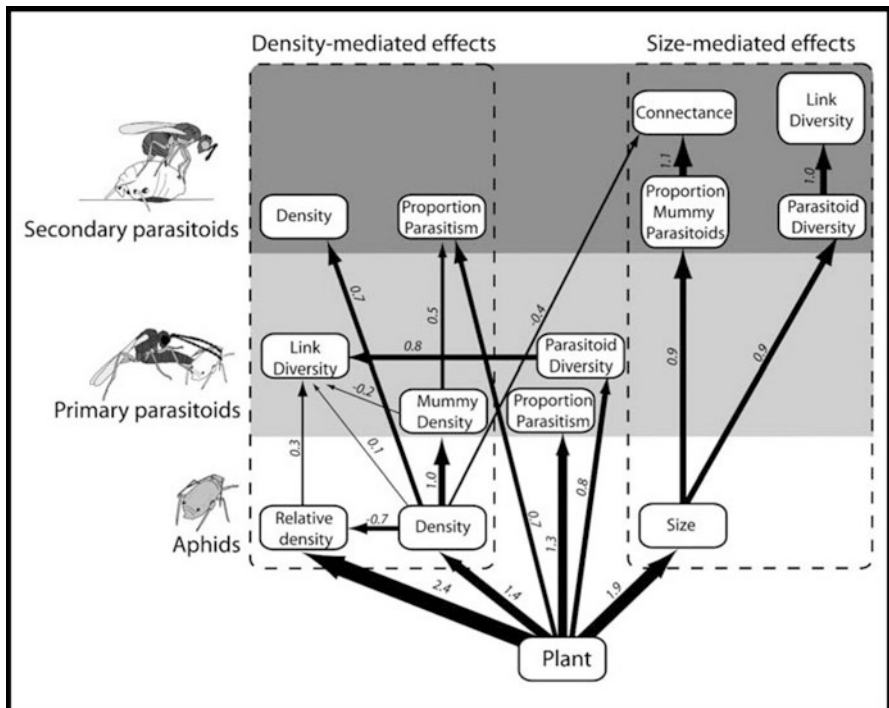 Density-mediated effects
Size-mediated effects
Connectance
Link
Diversity
1.1
1.0
Secondary parasitoids
Density
Proportion
Parasitism
Proportion
Mummy
Parasitoids
Parasitoid
Diversity
0.7
0.5
-0.4
0.9
0.9
Link
Diversity
0.8
Parasitoid
Diversity
Primary parasitoids
-0.2
Mummy
Density
Proportion
Parasitism
0.3
0.1
1.0
0.8
Aphids
Relative
density
-0.7
Density
Size
0.7
1.3
2.4
1.4
1.9
Plant